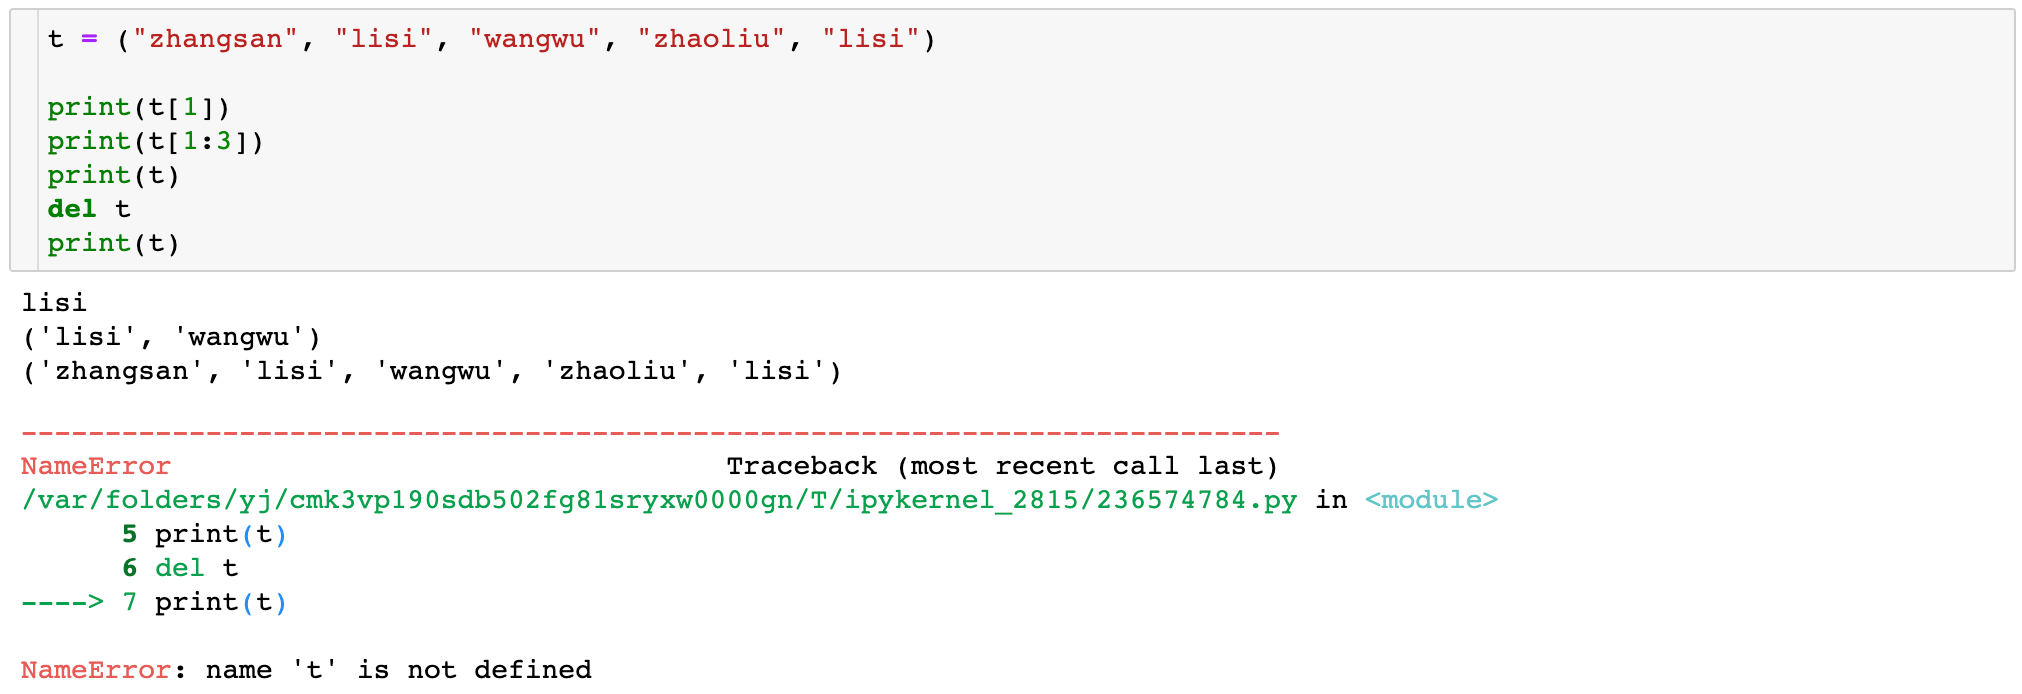 t = ("zhangsan", "lisi", "wangwu", "zhaoliu", "lisi")
print(t[1])
print(t[1:3])
print(t)
del t
print(t)
lisi
('lisi', 'wangwu')
('zhangsan', 'lisi', 'wangwu', 'zhaoliu', 'lisi')
---------------------------------------------------------------------------
NameError                                 Traceback (most recent call last)
/var/folders/yj/cmk3vp190sdb502fg81sryxw0000gn/T/ipykernel_2815/236574784.py in <module>
      5 print(t)
      6 del t
----> 7 print(t)
NameError: name 't' is not defined